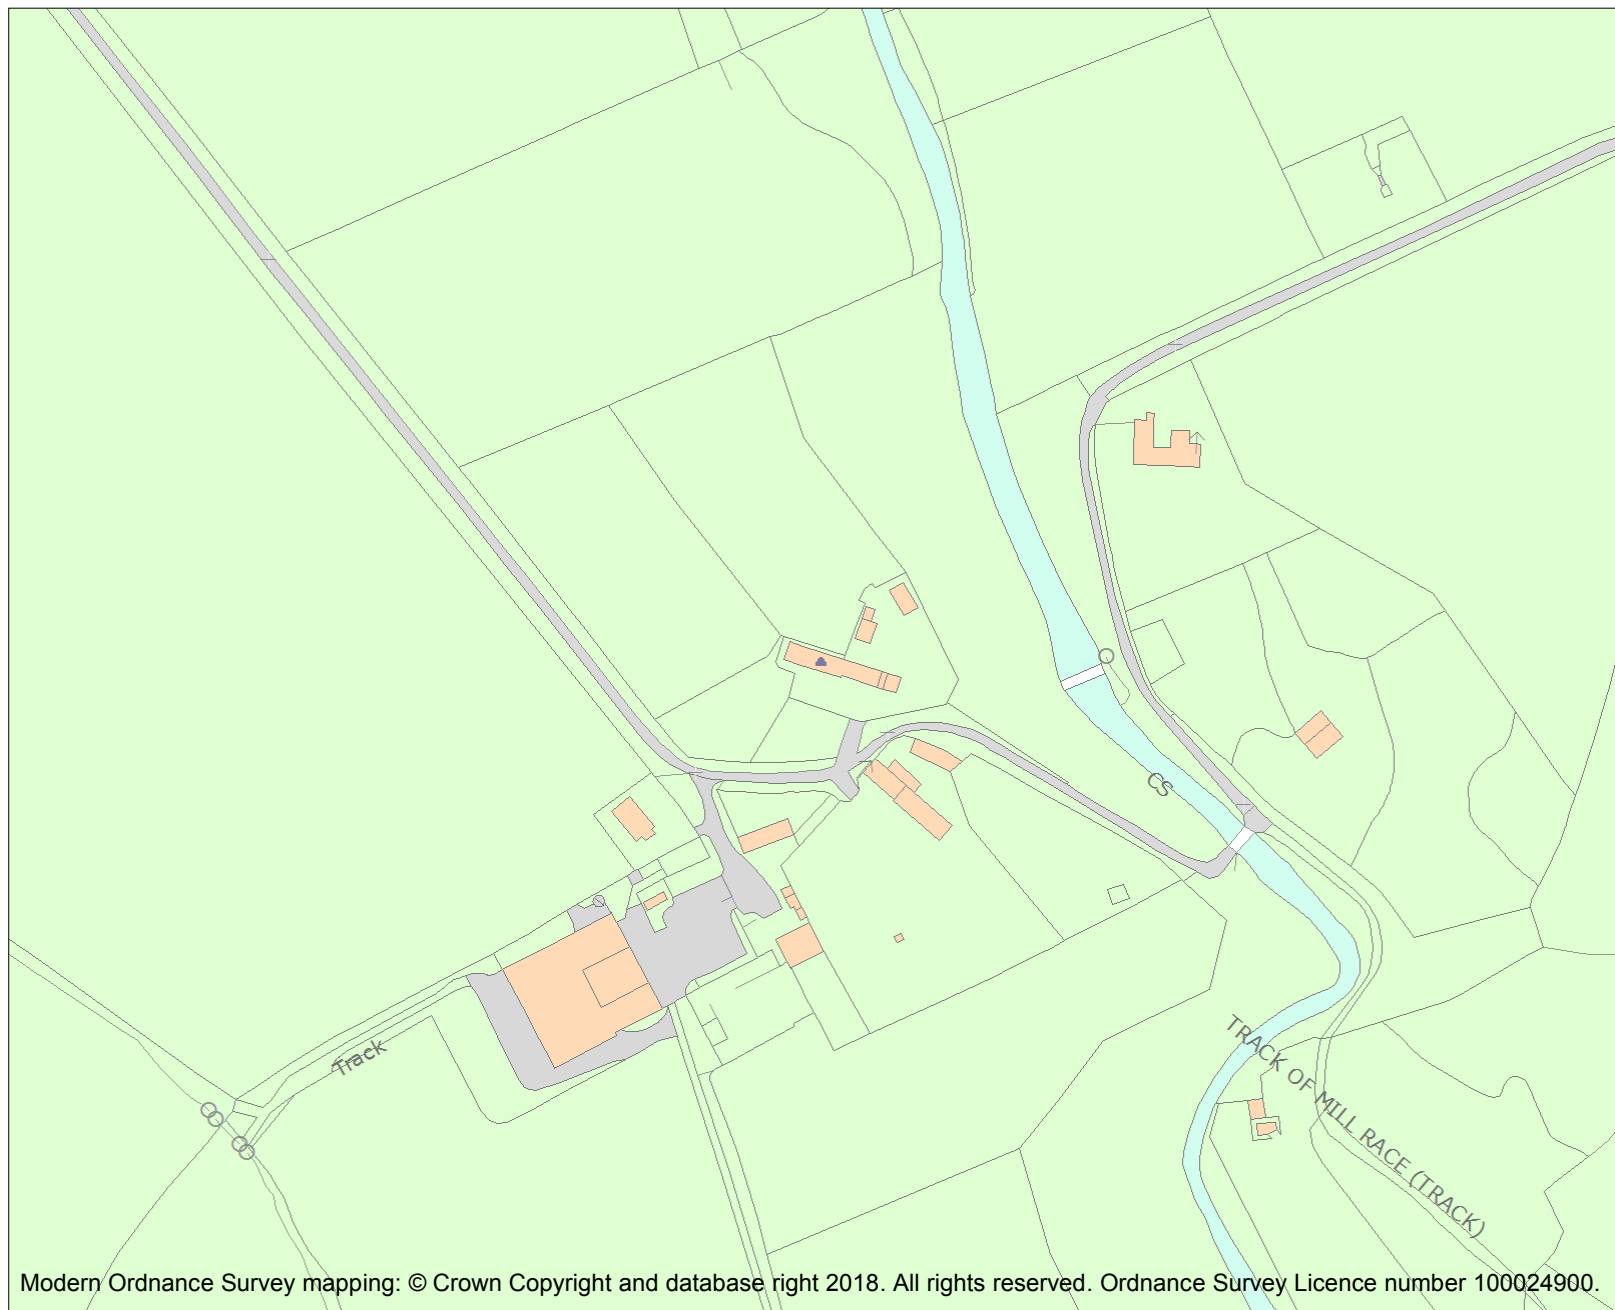 CS
TRACK OF MILL RACE (TRACK)
Track
Modern Ordnance Survey mapping: © Crown Copyright and database right 2018. All rights reserved. Ordnance Survey Licence number 100024900.